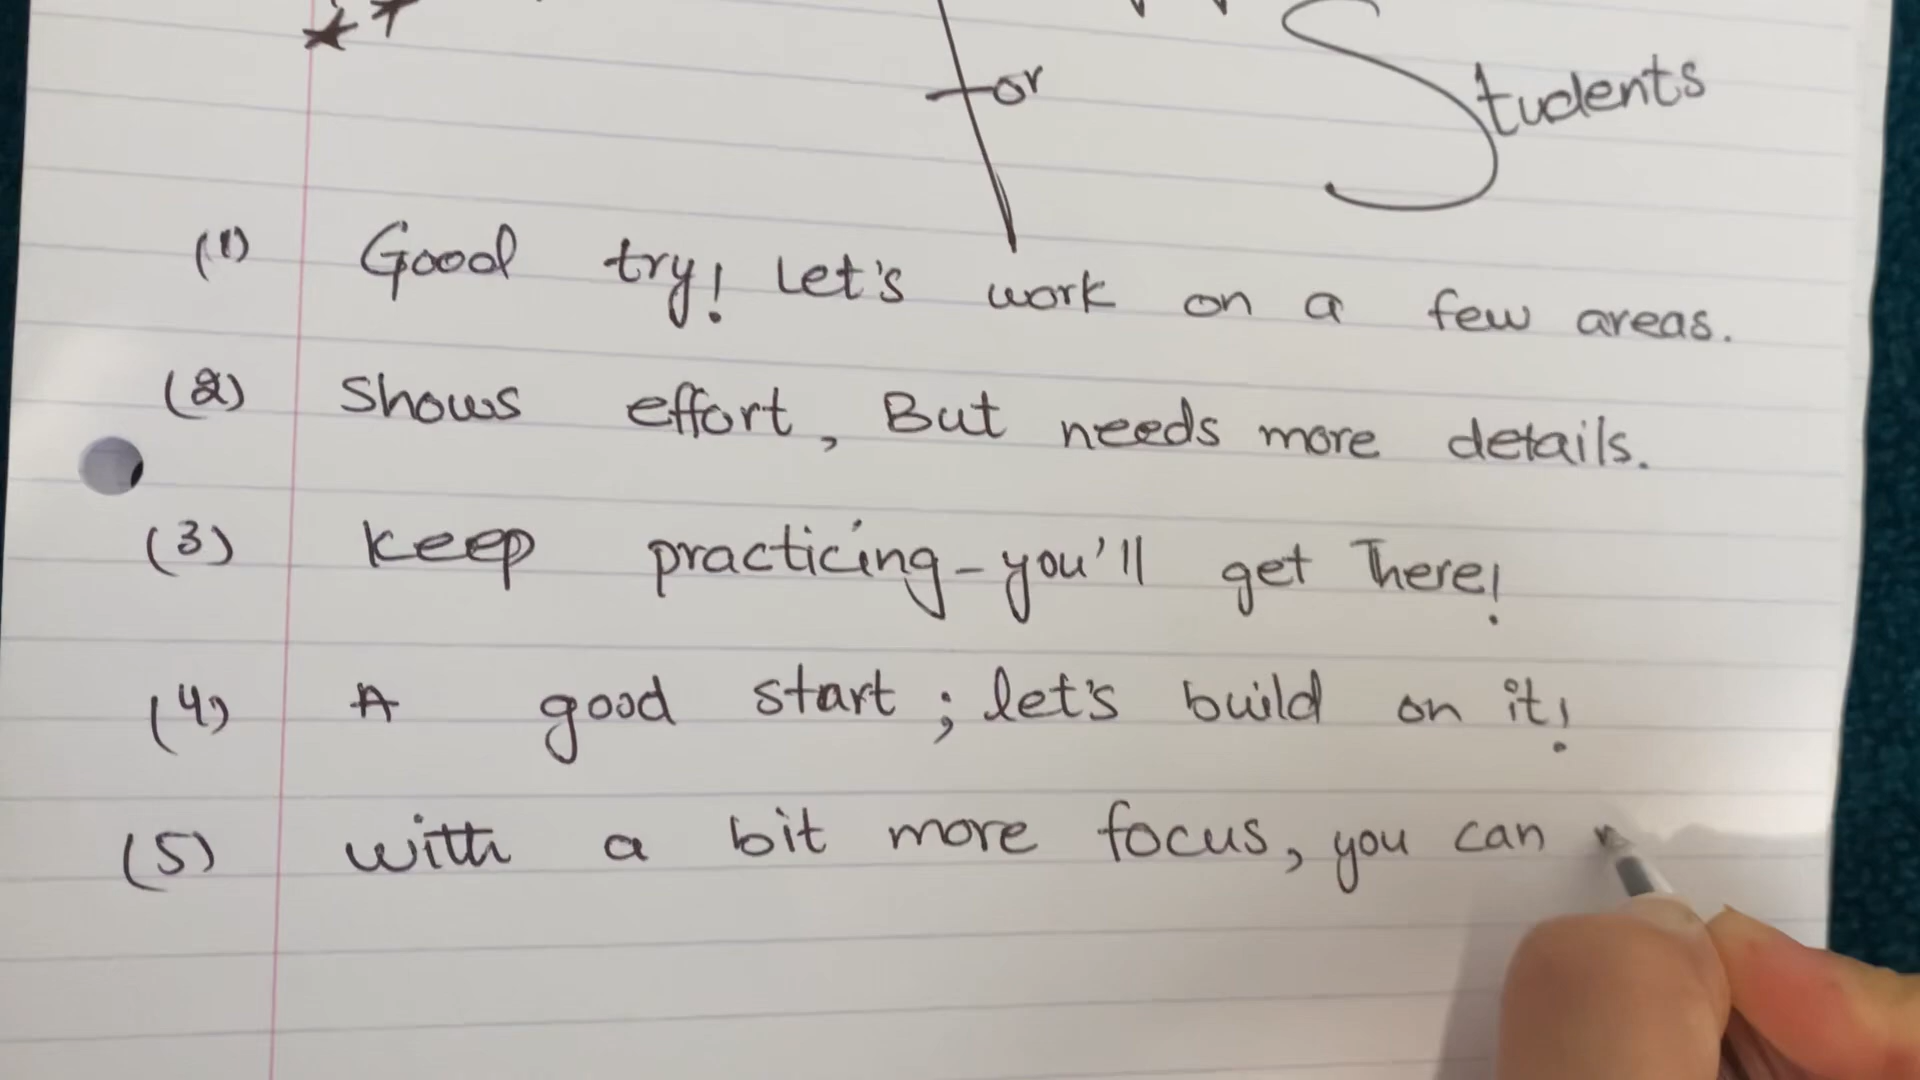 for Students
(1) Good try! Let's work on a few areas.
(2) Shows effort, But needs more details.
(3) Keep practicing - you'll get There!
(4) A good start ; let's build on it!
(5) with a bit more focus, you can